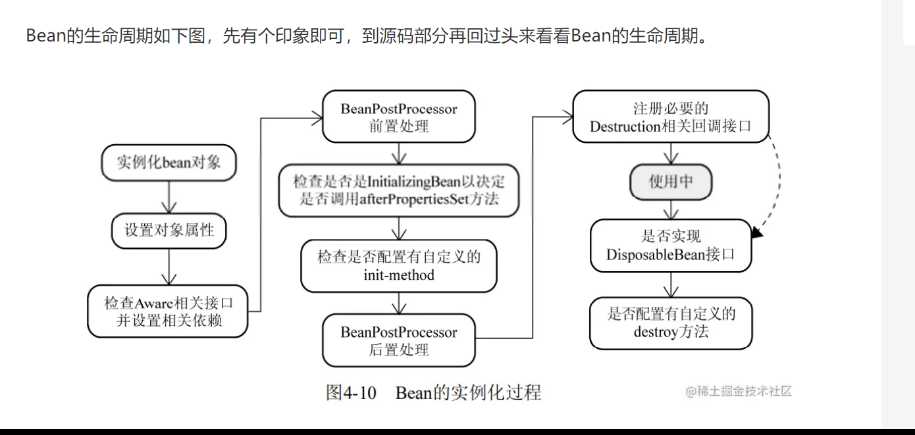 Bean的生命周期如下图，先有个印象即可，到源码部分再回过头来看看Bean的生命周期。
实例化bean对象
设置对象属性
检查Aware相关接口
并设置相关依赖
BeanPostProcessor
前置处理
检查是否是InitializingBean以决定
是否调用afterPropertiesSet方法
检查是否配置有自定义的
init-method
BeanPostProcessor
后置处理
注册必要的
Destruction相关回调接口
使用中
是否实现
DisposableBean接口
是否配置有自定义的
destroy方法
图4-10 Bean的实例化过程
@稀土掘金技术社区